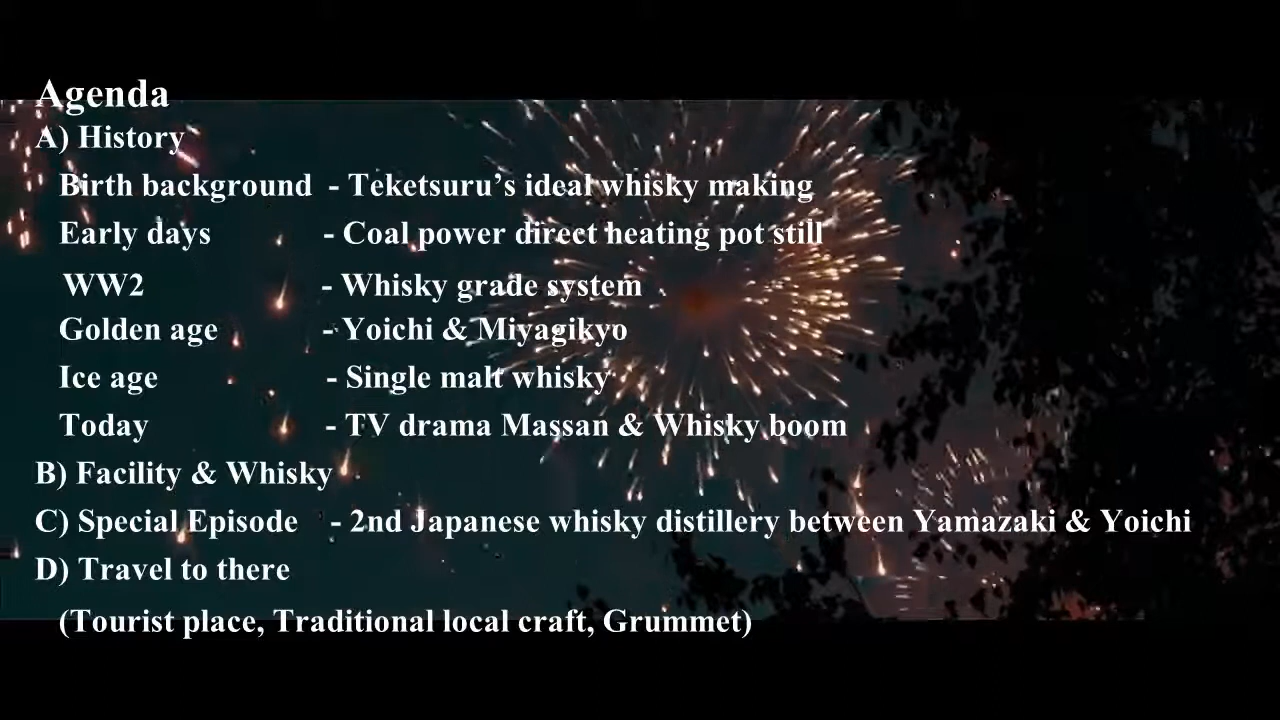 Agenda
A) History
Birth background - Teketsuru's ideal whisky making
Early days - Coal power direct heating pot still
WW2 - Whisky grade system
Golden age - Yoichi & Miyagikyo
Ice age - Single malt whisky
Today - TV drama Massan & Whisky boom
B) Facility & Whisky
C) Special Episode - 2nd Japanese whisky distillery between Yamazaki & Yoichi
D) Travel to there
(Tourist place, Traditional local craft, Grummet)